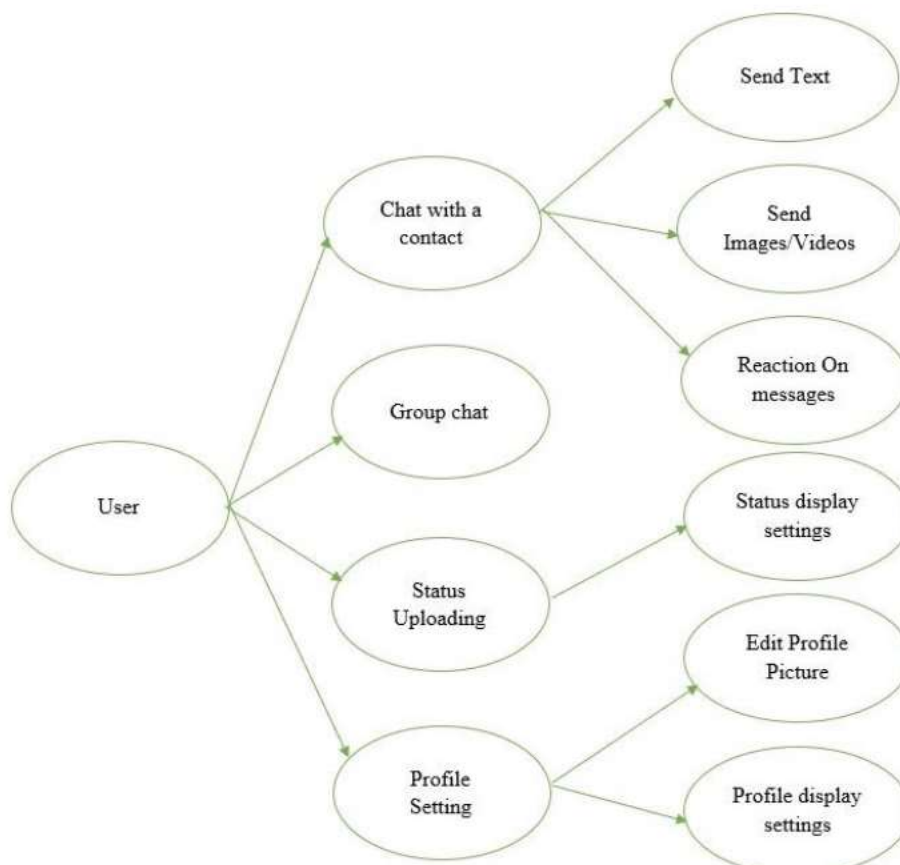 Send Text
Chat with a
contact
Send
Images/Videos
Reaction On
messages
Group chat
User
Status display
settings
Status
Uploading
Edit Profile
Picture
Profile
Setting
Profile display
settings